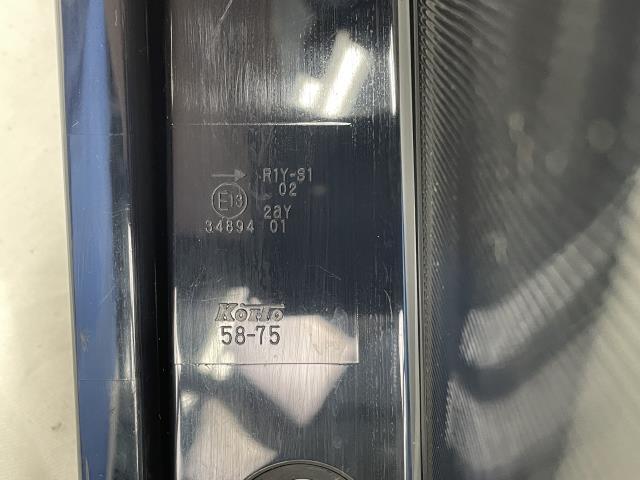 → R1Y-S1
02
E13
2aY
34894 01
KOITO
58-75